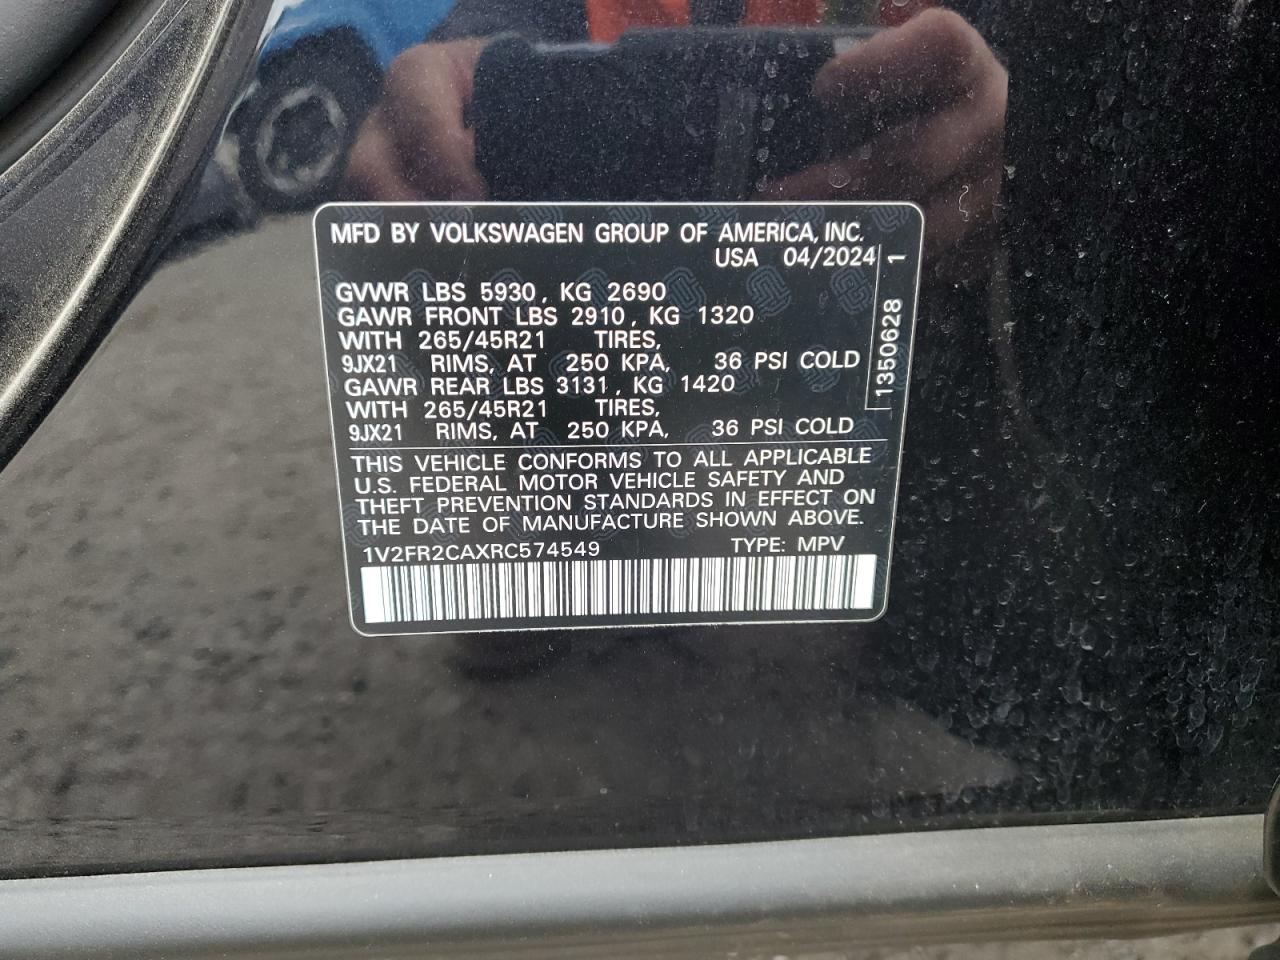 MFD BY VOLKSWAGEN GROUP OF AMERICA, INC.
USA 04/2024
GVWR LBS 5930, KG 2690
GAWR FRONT LBS 2910, KG 1320
WITH 265/45R21 TIRES,
9JX21 RIMS, AT 250 KPA, 36 PSI COLD
GAWR REAR LBS 3131, KG 1420
WITH 265/45R21 TIRES,
9JX21 RIMS, AT 250 KPA, 36 PSI COLD
1350628 1
THIS VEHICLE CONFORMS TO ALL APPLICABLE
U.S. FEDERAL MOTOR VEHICLE SAFETY AND
THEFT PREVENTION STANDARDS IN EFFECT ON
THE DATE OF MANUFACTURE SHOWN ABOVE.
1V2FR2CAXRC574549 TYPE: MPV